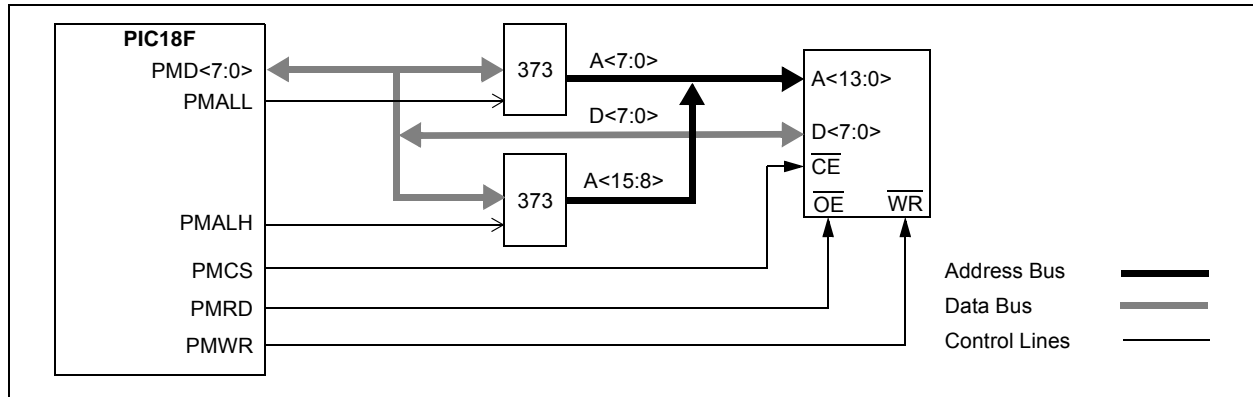 PIC18F
PMD<7:0>
PMALL
PMALH
PMCS
PMRD
PMWR
373
A<7:0>
D<7:0>
373
A<15:8>
A<13:0>
D<7:0>
CE
OE WR
Address Bus
Data Bus
Control Lines